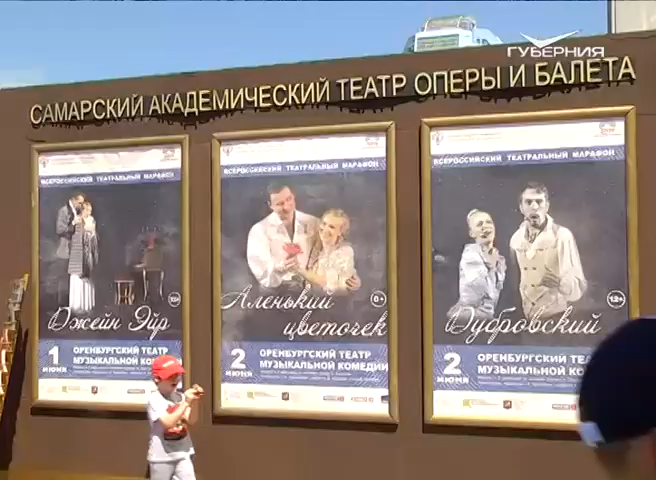 ГУБЕРНИЯ
САМАРСКИЙ АКАДЕМИЧЕСКИЙ ТЕАТР ОПЕРЫ И БАЛЕТА
ВСЕРОССИЙСКИЙ ТЕАТРАЛЬНЫЙ МАРАФОН
Джейн Эйр
1 ИЮНЯ
ОРЕНБУРГСКИЙ ТЕАТР
МУЗЫКАЛЬНОЙ КОМЕДИИ
ВСЕРОССИЙСКИЙ ТЕАТРАЛЬНЫЙ МАРАФОН
Аленький 0+
цветочек
2 ИЮНЯ
ОРЕНБУРГСКИЙ ТЕАТР
МУЗЫКАЛЬНОЙ КОМЕДИИ
ВСЕРОССИЙСКИЙ ТЕАТРАЛЬНЫЙ МАРАФОН
12+
Дубровский
2 ИЮНЯ
ОРЕНБУРГСКИЙ ТЕАТР
МУЗЫКАЛЬНОЙ